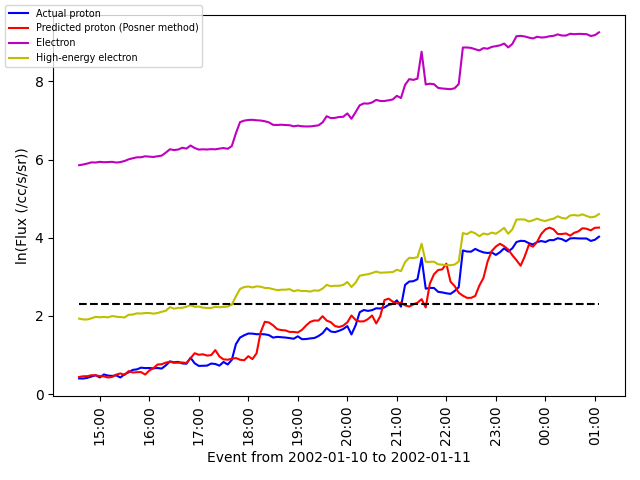 Actual proton
Predicted proton (Posner method)
Electron
High-energy electron
ln(Flux (/cc/s/sr))
8
6
4
2
0
15:00
16:00
17:00
18:00
19:00
20:00
21:00
22:00
23:00
00:00
01:00
Event from 2002-01-10 to 2002-01-11